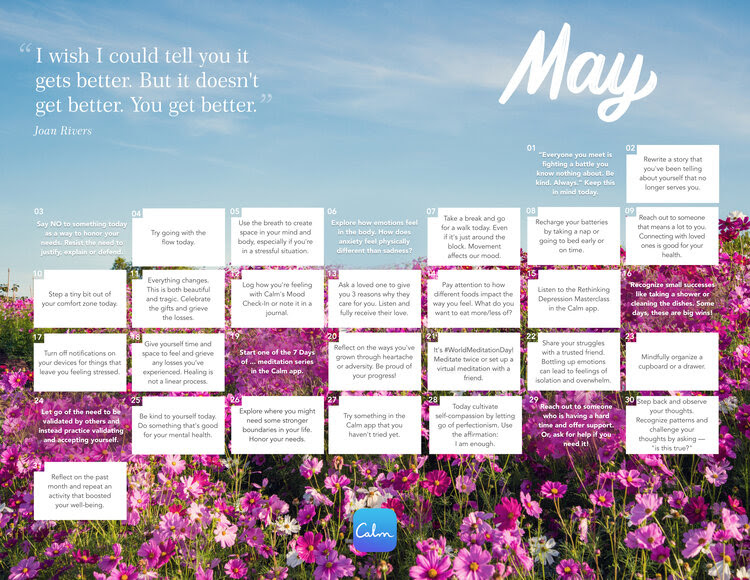 “ I wish I could tell you it
gets better. But it doesn't
get better. You get better. ”
Joan Rivers
May
01
"Everyone you meet is
fighting a battle you
know nothing about. Be
kind. Always." Keep this
in mind today.
02
Rewrite a story that
you've been telling
about yourself that no
longer serves you.
03
Say NO to something today
as a way to honor your
needs. Resist the need to
justify, explain or defend.
04
Try going with the
flow today.
05
Use the breath to create
space in your mind and
body, especially if you're
in a stressful situation.
06
Explore how emotions feel
in the body. How does
anxiety feel physically
different than sadness?
07
Take a break and go
for a walk today. Even
if it's just around the
block. Movement
affects our mood.
08
Recharge your batteries
by taking a nap or
going to bed early or
on time.
09
Reach out to someone
that means a lot to you.
Connecting with loved
ones is good for your
health.
10
Step a tiny bit out of
your comfort zone today.
11
Everything changes.
This is both beautiful
and tragic. Celebrate
the gifts and grieve
the losses.
12
Log how you're feeling
with Calm's Mood
Check-In or note it in a
journal.
13
Ask a loved one to give
you 3 reasons why they
care for you. Listen and
fully receive their love.
14
Pay attention to how
different foods impact the
way you feel. What do you
want to eat more/less of?
15
Listen to the Rethinking
Depression Masterclass
in the Calm app.
16
Recognize small successes
like taking a shower or
cleaning the dishes. Some
days, these are big wins!
17
Turn off notifications on
your devices for things that
leave you feeling stressed.
18
Give yourself time and
space to feel and grieve
any losses you've
experienced. Healing is
not a linear process.
19
Start one of the 7 Days
of ... meditation series
in the Calm app.
20
Reflect on the ways you've
grown through heartache
or adversity. Be proud of
your progress!
21
It's #WorldMeditationDay!
Meditate twice or set up a
virtual meditation with a
friend.
22
Share your struggles
with a trusted friend.
Bottling up emotions
can lead to feelings of
isolation and overwhelm.
23
Mindfully organize a
cupboard or a drawer.
24
Let go of the need to be
validated by others and
instead practice validating
and accepting yourself.
25
Be kind to yourself today.
Do something that's good
for your mental health.
26
Explore where you might
need some stronger
boundaries in your life.
Honor your needs.
27
Try something in the
Calm app that you
haven't tried yet.
28
Today cultivate
self-compassion by letting
go of perfectionism. Use
the affirmation:
I am enough.
29
Reach out to someone
who is having a hard
time and offer support.
Or, ask for help if you
need it!
30
Step back and observe
your thoughts.
Recognize patterns and
challenge your
thoughts by asking —
"is this true?"
31
Reflect on the past
month and repeat an
activity that boosted
your well-being.
Calm